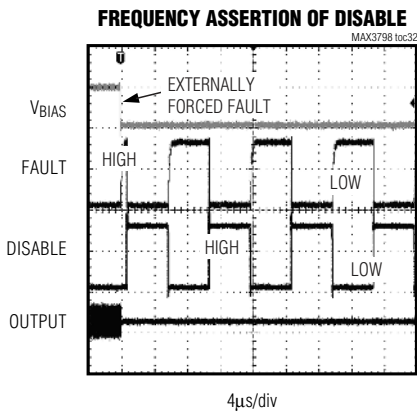 FREQUENCY ASSERTION OF DISABLE
MAX3798 toc32
T
VBIAS
EXTERNALLY
FORCED FAULT
FAULT
HIGH
LOW
DISABLE
HIGH
LOW
OUTPUT
4µs/div